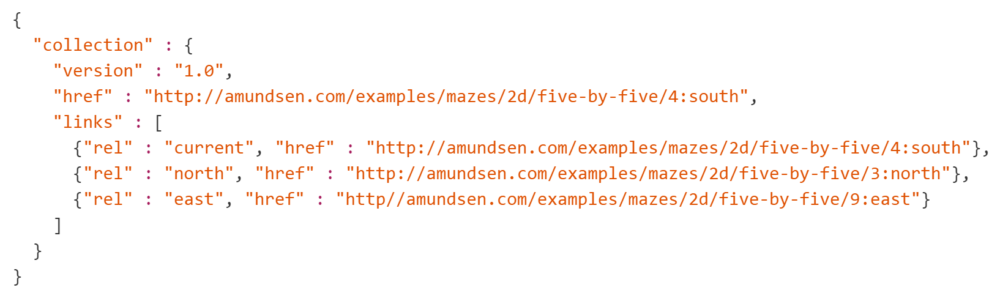 {
  "collection" : {
    "version" : "1.0",
    "href" : "http://amundsen.com/examples/mazes/2d/five-by-five/4:south",
    "links" : [
      {"rel" : "current", "href" : "http://amundsen.com/examples/mazes/2d/five-by-five/4:south"},
      {"rel" : "north", "href" : "http://amundsen.com/examples/mazes/2d/five-by-five/3:north"},
      {"rel" : "east", "href" : "http//amundsen.com/examples/mazes/2d/five-by-five/9:east"}
    ]
  }
}